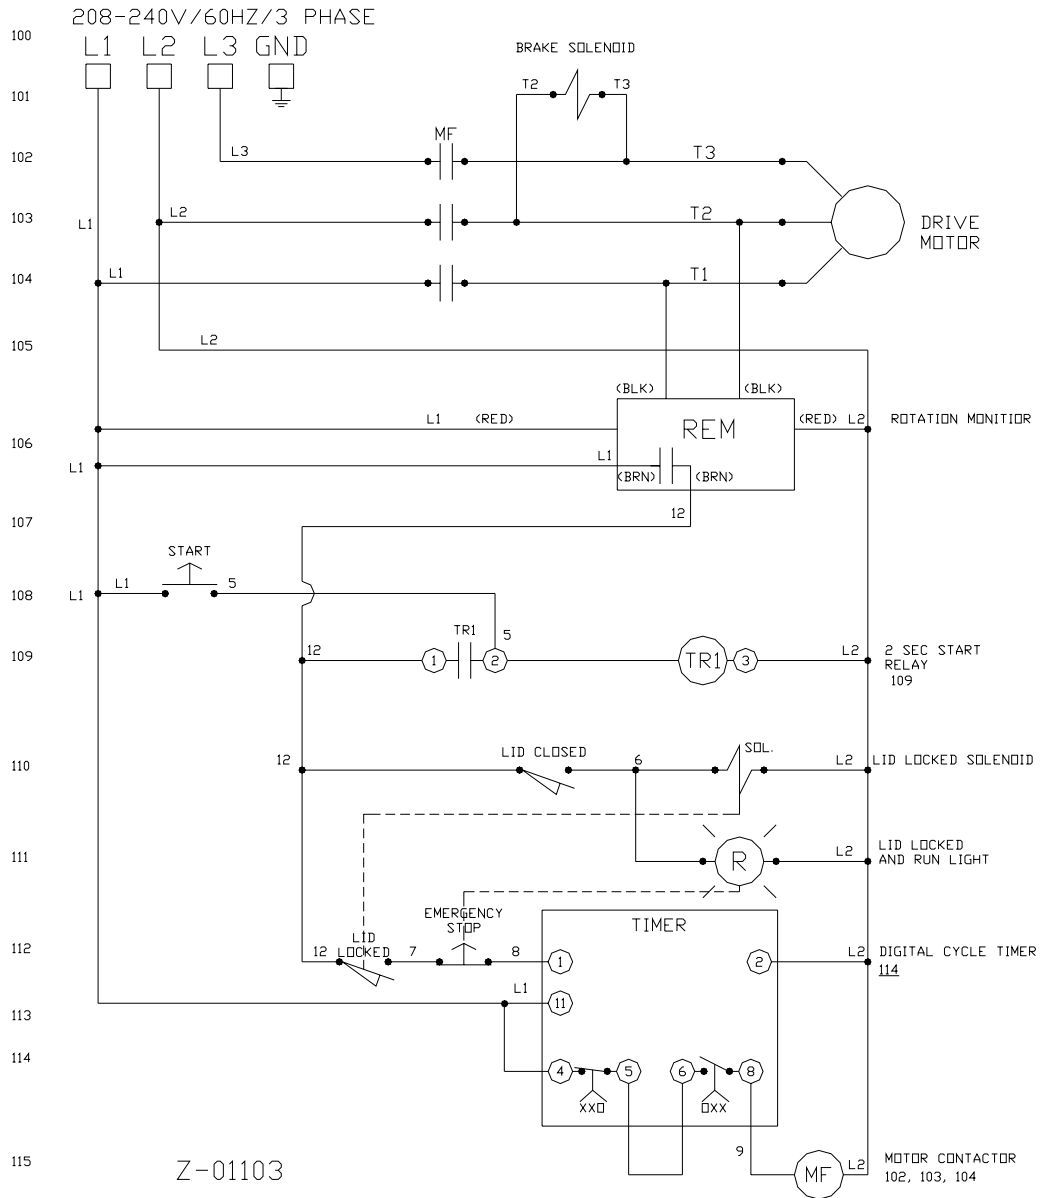 208-240V/60HZ/3 PHASE
100
L1 L2 L3 GND
BRAKE SOLENOID
101
T2 T3
MF
102
L3
T3
L1
103
L2
T2
DRIVE
MOTOR
104
L1
T1
105
L2
(BLK) (BLK)
L1 (RED)
REM
(RED) L2
ROTATION MONITIOR
106
L1
L1
(BRN) (BRN)
107
12
START
108
L1
L1
5
TR1
5
109
12
1
2
TR1
3
L2
2 SEC START
RELAY
109
110
12
LID CLOSED
6
SOL.
L2
LID LOCKED SOLENOID
111
R
L2
LID LOCKED
AND RUN LIGHT
EMERGENCY
STOP
TIMER
112
12
LID
LOCKED
7
8
1
2
L2
DIGITAL CYCLE TIMER
114
113
L1
11
114
4
5
6
8
XXO
OXX
115
Z-01103
9
MF
L2
MOTOR CONTACTOR
102, 103, 104